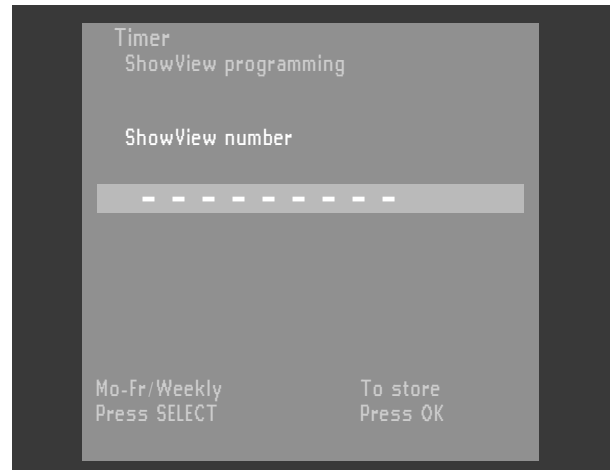 Timer
ShowView programming
ShowView number
- - - - - - - - -
Mo-Fr/Weekly
Press SELECT
To store
Press OK